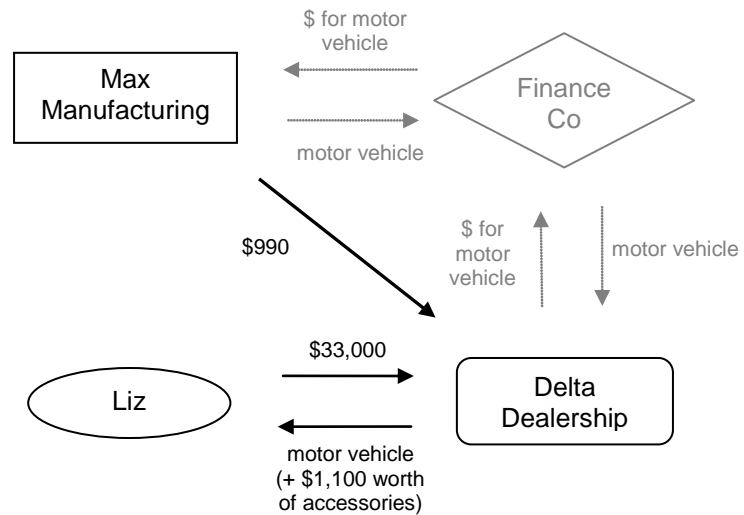 $ for motor
vehicle
Max
Manufacturing
Finance
Co
motor vehicle
$990
$ for
motor
vehicle
motor vehicle
$33,000
Liz
Delta
Dealership
motor vehicle
(+ $1,100 worth
of accessories)